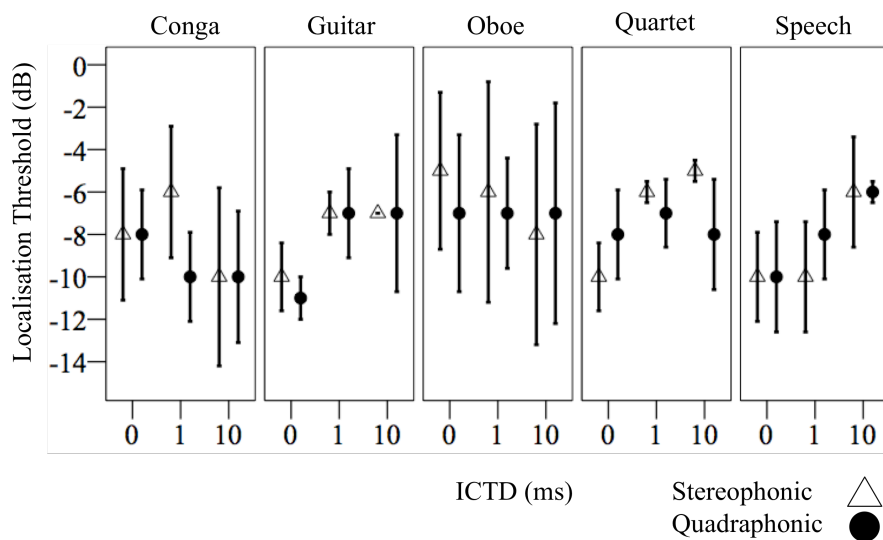 Conga Guitar Oboe Quartet Speech
Localisation Threshold (dB)
0
-2
-4
-6
-8
-10
-12
-14
0 1 10 0 1 10 0 1 10 0 1 10 0 1 10
ICTD (ms)
Stereophonic
Quadraphonic